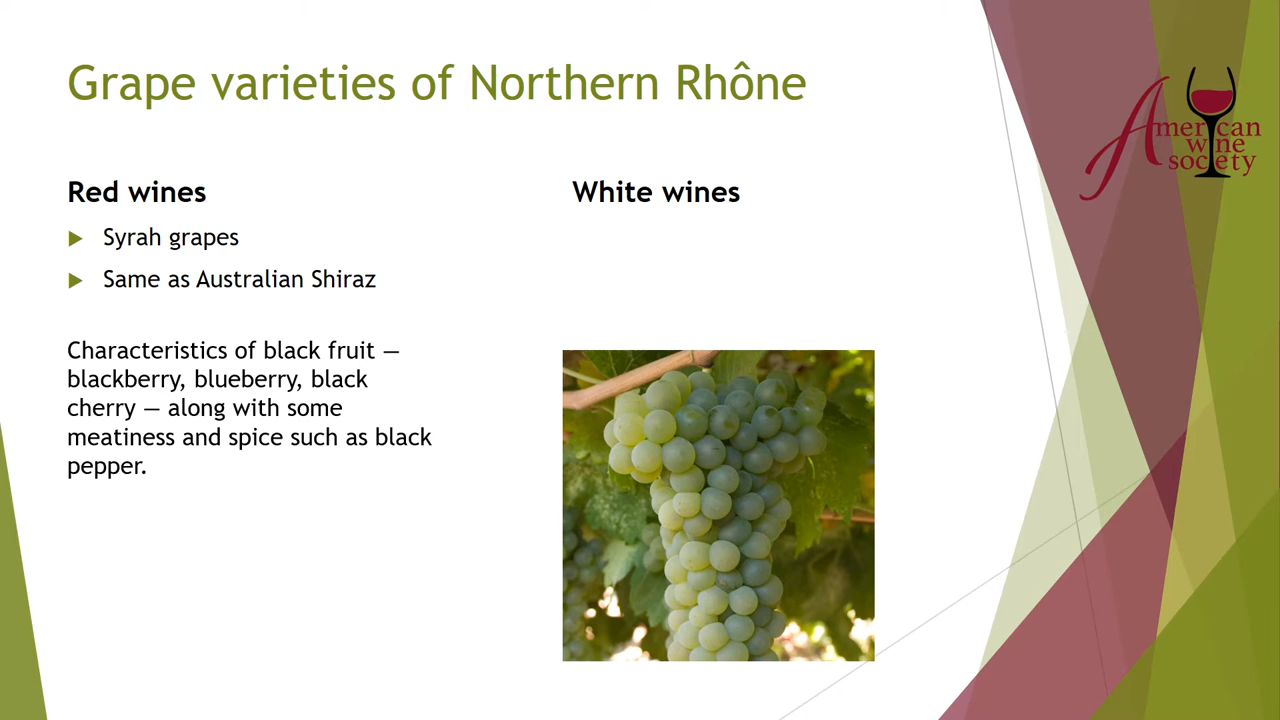 Grape varieties of Northern Rhône
American
wine
society
Red wines
Syrah grapes
Same as Australian Shiraz
Characteristics of black fruit —
blackberry, blueberry, black
cherry — along with some
meatiness and spice such as black
pepper.
White wines